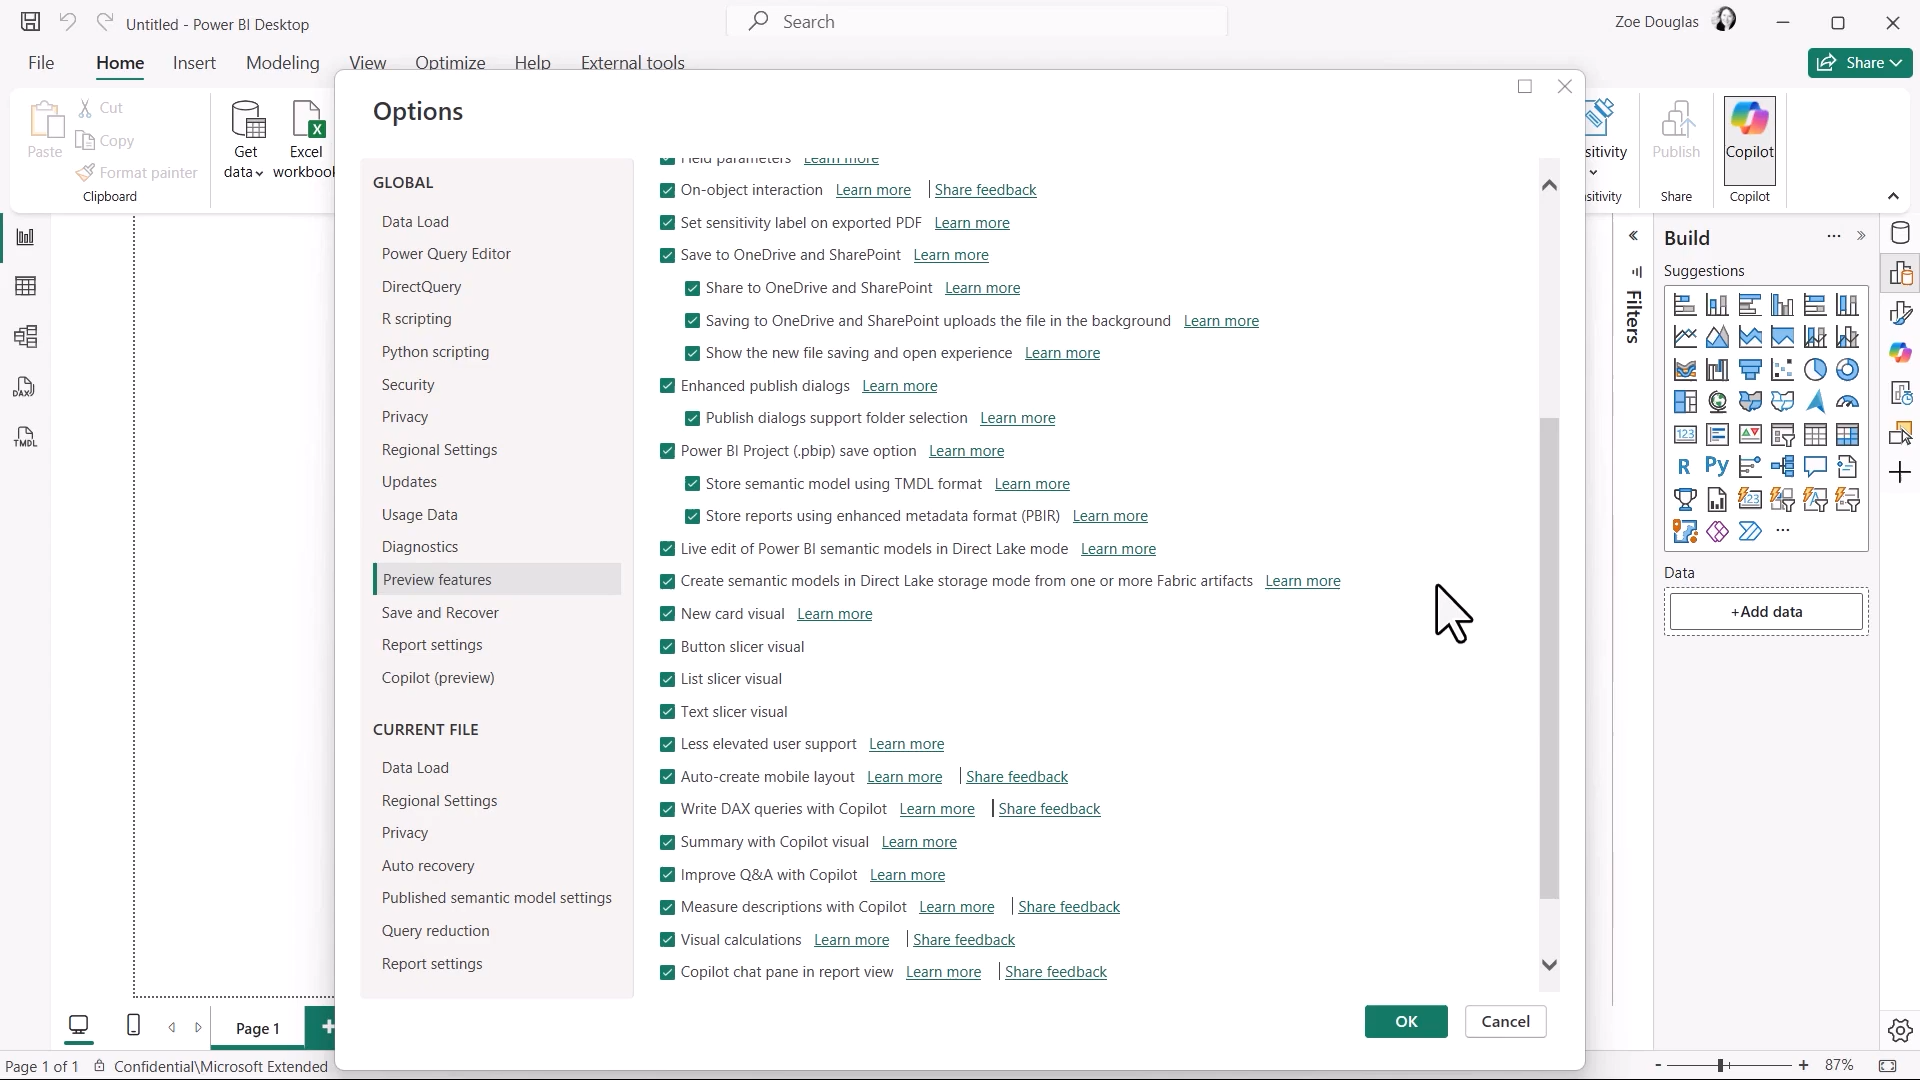 Untitled - Power BI Desktop
Search
Zoe Douglas
File Home Insert Modeling View Optimize Help External tools
Share
Paste
Cut
Copy
Format painter
Clipboard
Get data
Excel
Options
Publish
Share
Copilot
Copilot
GLOBAL
Data Load
Power Query Editor
DirectQuery
R scripting
Python scripting
Security
Privacy
Regional Settings
Updates
Usage Data
Diagnostics
Preview features
Save and Recover
Report settings
Copilot (preview)
CURRENT FILE
Data Load
Regional Settings
Privacy
Auto recovery
Published semantic model settings
Query reduction
Report settings
Field parameters Learn more
On-object interaction Learn more | Share feedback
Set sensitivity label on exported PDF Learn more
Save to OneDrive and SharePoint Learn more
Share to OneDrive and SharePoint Learn more
Saving to OneDrive and SharePoint uploads the file in the background Learn more
Show the new file saving and open experience Learn more
Enhanced publish dialogs Learn more
Publish dialogs support folder selection Learn more
Power BI Project (.pbip) save option Learn more
Store semantic model using TMDL format Learn more
Store reports using enhanced metadata format (PBIR) Learn more
Live edit of Power BI semantic models in Direct Lake mode Learn more
Create semantic models in Direct Lake storage mode from one or more Fabric artifacts Learn more
New card visual Learn more
Button slicer visual
List slicer visual
Text slicer visual
Less elevated user support Learn more
Auto-create mobile layout Learn more | Share feedback
Write DAX queries with Copilot Learn more | Share feedback
Summary with Copilot visual Learn more
Improve Q&A with Copilot Learn more
Measure descriptions with Copilot Learn more | Share feedback
Visual calculations Learn more | Share feedback
Copilot chat pane in report view Learn more | Share feedback
OK
Cancel
Filters
Build
Suggestions
123
R
Py
Data
+Add data
DAX
TMDL
Page 1
Page 1 of 1
Confidential\Microsoft Extended
87%